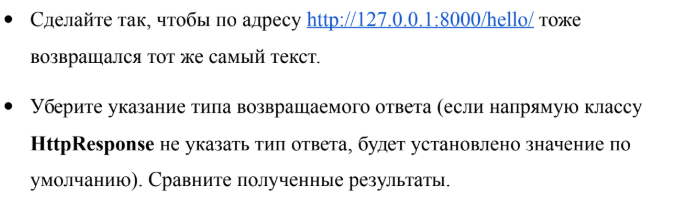 • Сделайте так, чтобы по адресу http://127.0.0.1:8000/hello/ тоже
возвращался тот же самый текст.
• Уберите указание типа возвращаемого ответа (если напрямую классу
HttpResponse не указать тип ответа, будет установлено значение по
умолчанию). Сравните полученные результаты.